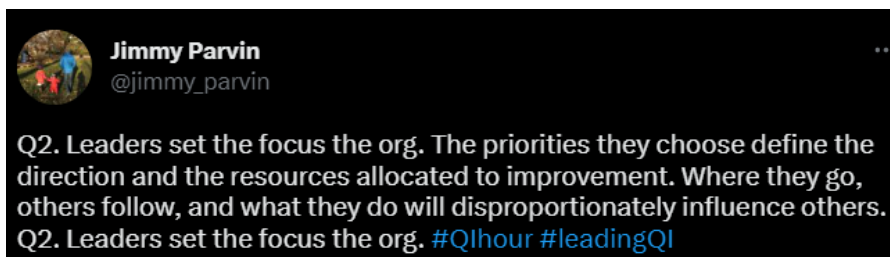 Jimmy Parvin
@jimmy_parvin
Q2. Leaders set the focus the org. The priorities they choose define the
direction and the resources allocated to improvement. Where they go,
others follow, and what they do will disproportionately influence others.
Q2. Leaders set the focus the org. #QIhour #leadingQI